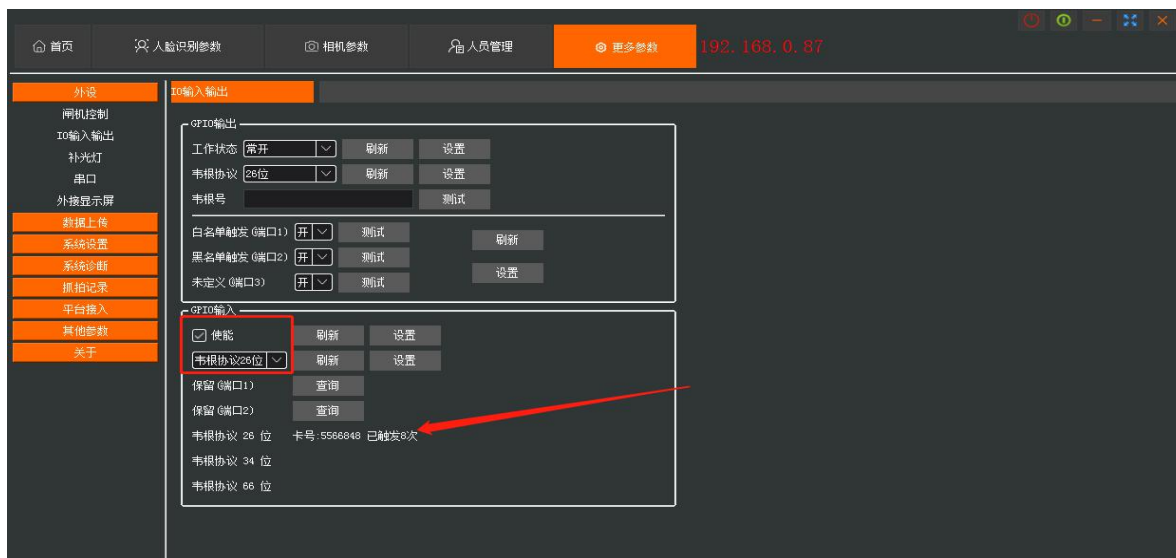 首页 人脸识别参数 相机参数 人员管理 更多参数 192.168.0.87
外设 IO输入输出
闸机控制
IO输入输出
补光灯
串口
外接显示屏
数据上传
系统设置
系统诊断
抓拍记录
平台接入
其他参数
关于
GPIO输出
工作状态 常开 刷新 设置
韦根协议 26位 刷新 设置
韦根号 测试
白名单触发(端口1) 开 测试 刷新
黑名单触发(端口2) 开 测试
设置
未定义(端口3) 开 测试
GPIO输入
使能 刷新 设置
韦根协议26位 刷新 设置
保留(端口1) 查询
保留(端口2) 查询
韦根协议 26 位 卡号:5566848 已触发8次
韦根协议 34 位
韦根协议 66 位